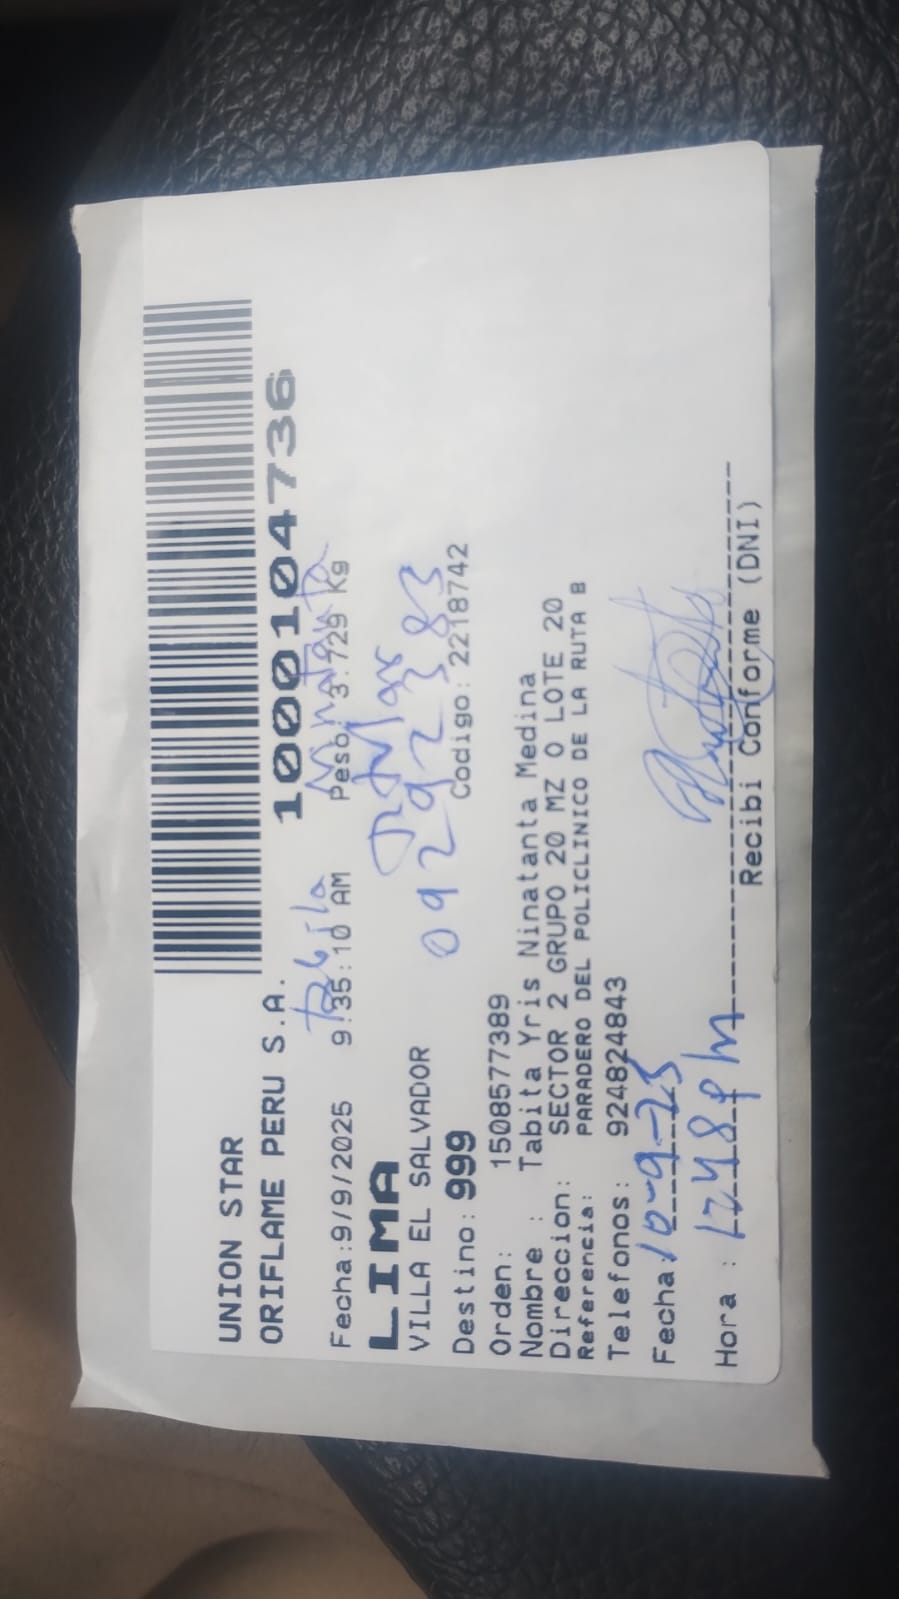 UNION STAR
ORIFLAME PERU S.A.
10001104736
Fecha:9/9/2025 9:35:10 AM Peso: 3.729 Kg
tabita Ninatanta
LIMA
VILLA EL SALVADOR
Destino: 999 Codigo: 2218742
Orden: 1508577389
Nombre : Tabita Yris Ninatanta Medina
Direccion: SECTOR 2 GRUPO 20 MZ O LOTE 20
Referencia: PARADERO DEL POLICLINICO DE LA RUTA B
Telefonos: 924824843
Fecha: 10-9-25
Hora : 12 48 pm
Recibi Conforme (DNI)